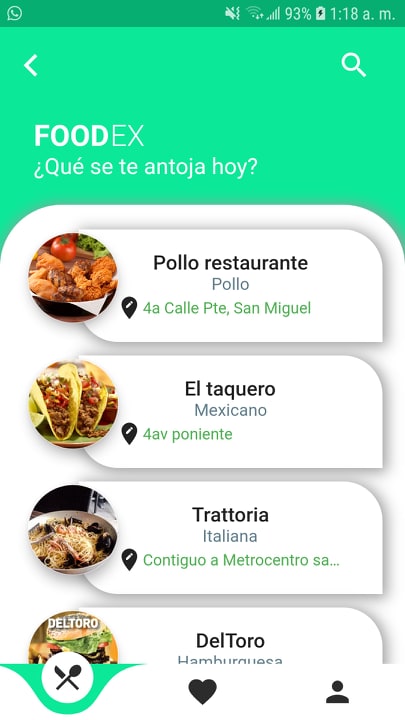 93% 1:18 a. m.
FOODEX
¿Qué se te antoja hoy?
Pollo restaurante
Pollo
4a Calle Pte, San Miguel
El taquero
Mexicano
4av poniente
Trattoria
Italiana
Contiguo a Metrocentro sa...
DELTORO
DelToro
Hamburguesa